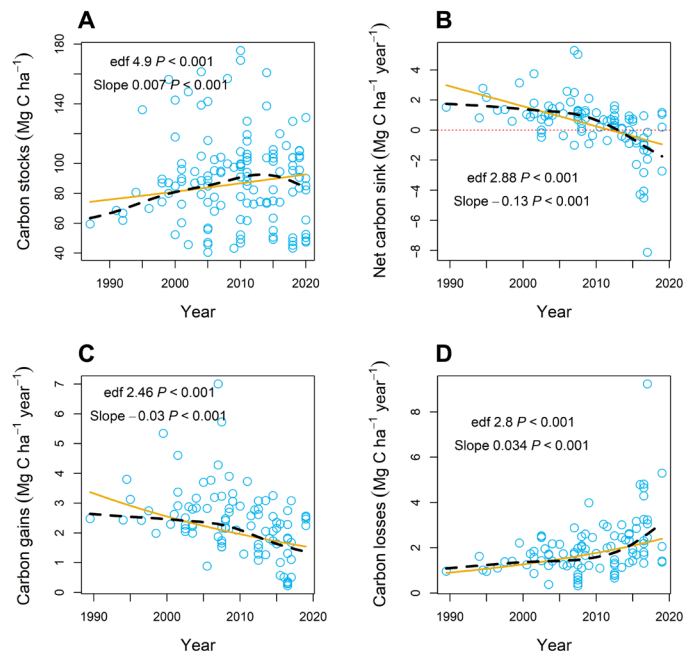 A
edf 4.9 P < 0.001
Slope 0.007 P < 0.001
Carbon stocks (Mg C ha⁻¹)
180
160
130
100
80
60
40
1990
2000
2010
2020
Year
B
edf 2.88 P < 0.001
Slope −0.13 P < 0.001
Net carbon sink (Mg C ha⁻¹ year⁻¹)
4
2
0
−2
−4
−6
−8
1990
2000
2010
2020
Year
C
edf 2.46 P < 0.001
Slope −0.03 P < 0.001
Carbon gains (Mg C ha⁻¹ year⁻¹)
7
6
5
4
3
2
1
0
1990
2000
2010
2020
Year
D
edf 2.8 P < 0.001
Slope 0.034 P < 0.001
Carbon losses (Mg C ha⁻¹ year⁻¹)
8
6
4
2
0
1990
2000
2010
2020
Year